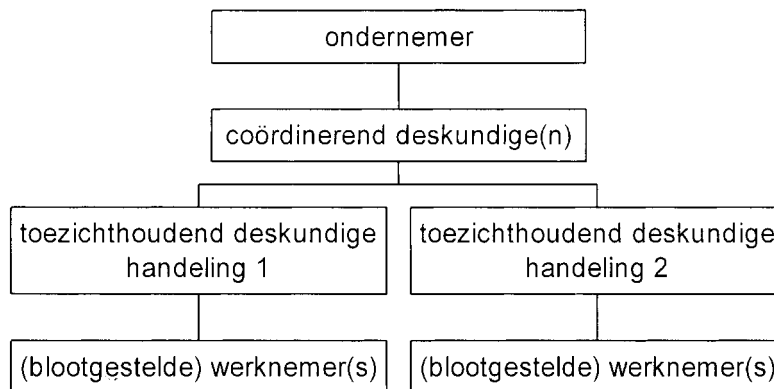 ondernemer
coördinerend deskundige(n)
toezichthoudend deskundige
handeling 1
toezichthoudend deskundige
handeling 2
(blootgestelde) werknemer(s)
(blootgestelde) werknemer(s)